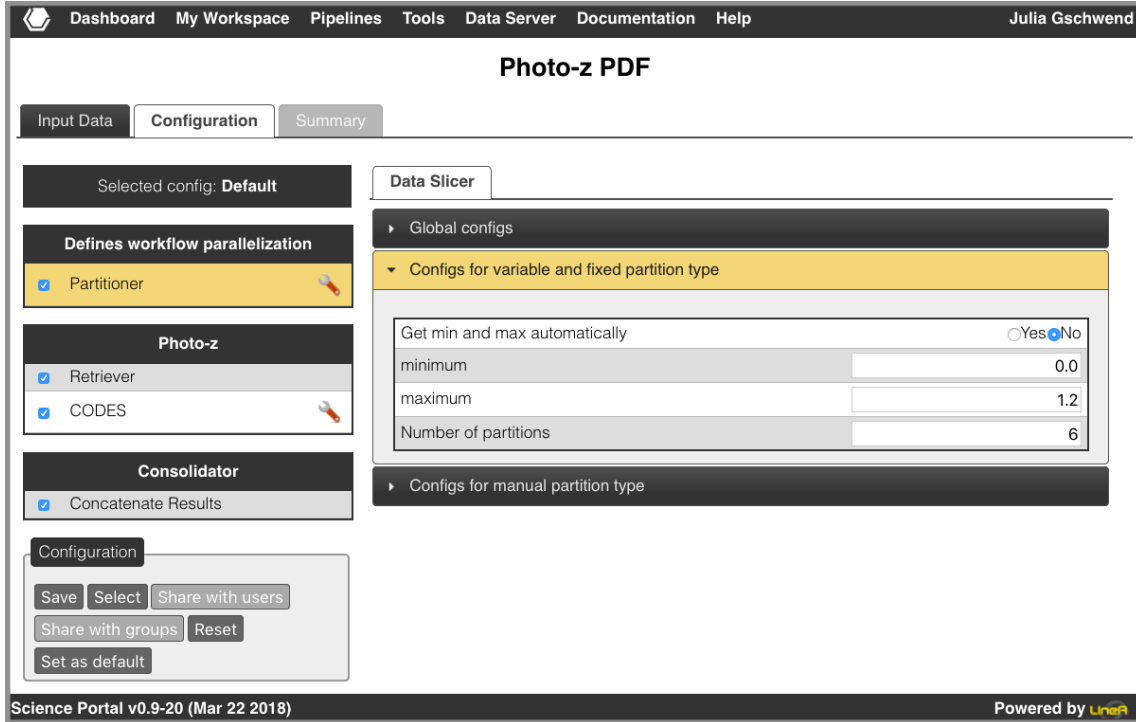 Dashboard My Workspace Pipelines Tools Data Server Documentation Help Julia Gschwend
Photo-z PDF
Input Data Configuration Summary
Selected config: Default
Defines workflow parallelization
Partitioner
Photo-z
Retriever
CODES
Consolidator
Concatenate Results
Configuration
Save Select Share with users
Share with groups Reset
Set as default
Data Slicer
Global configs
Configs for variable and fixed partition type
Get min and max automatically Yes No
minimum 0.0
maximum 1.2
Number of partitions 6
Configs for manual partition type
Science Portal v0.9-20 (Mar 22 2018) Powered by LIneA